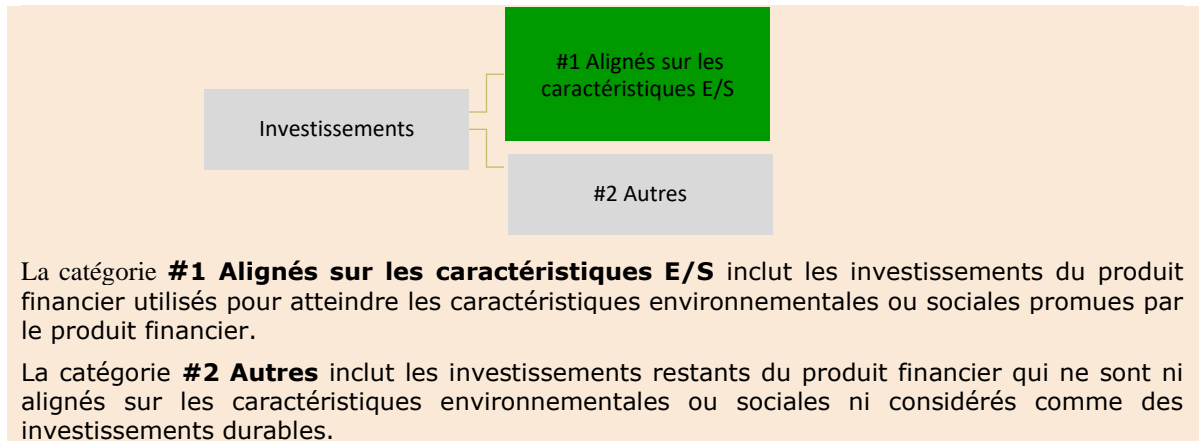 #1 Alignés sur les
caractéristiques E/S
Investissements
#2 Autres
La catégorie #1 Alignés sur les caractéristiques E/S inclut les investissements du produit
financier utilisés pour atteindre les caractéristiques environnementales ou sociales promues par
le produit financier.
La catégorie #2 Autres inclut les investissements restants du produit financier qui ne sont ni
alignés sur les caractéristiques environnementales ou sociales ni considérés comme des
investissements durables.